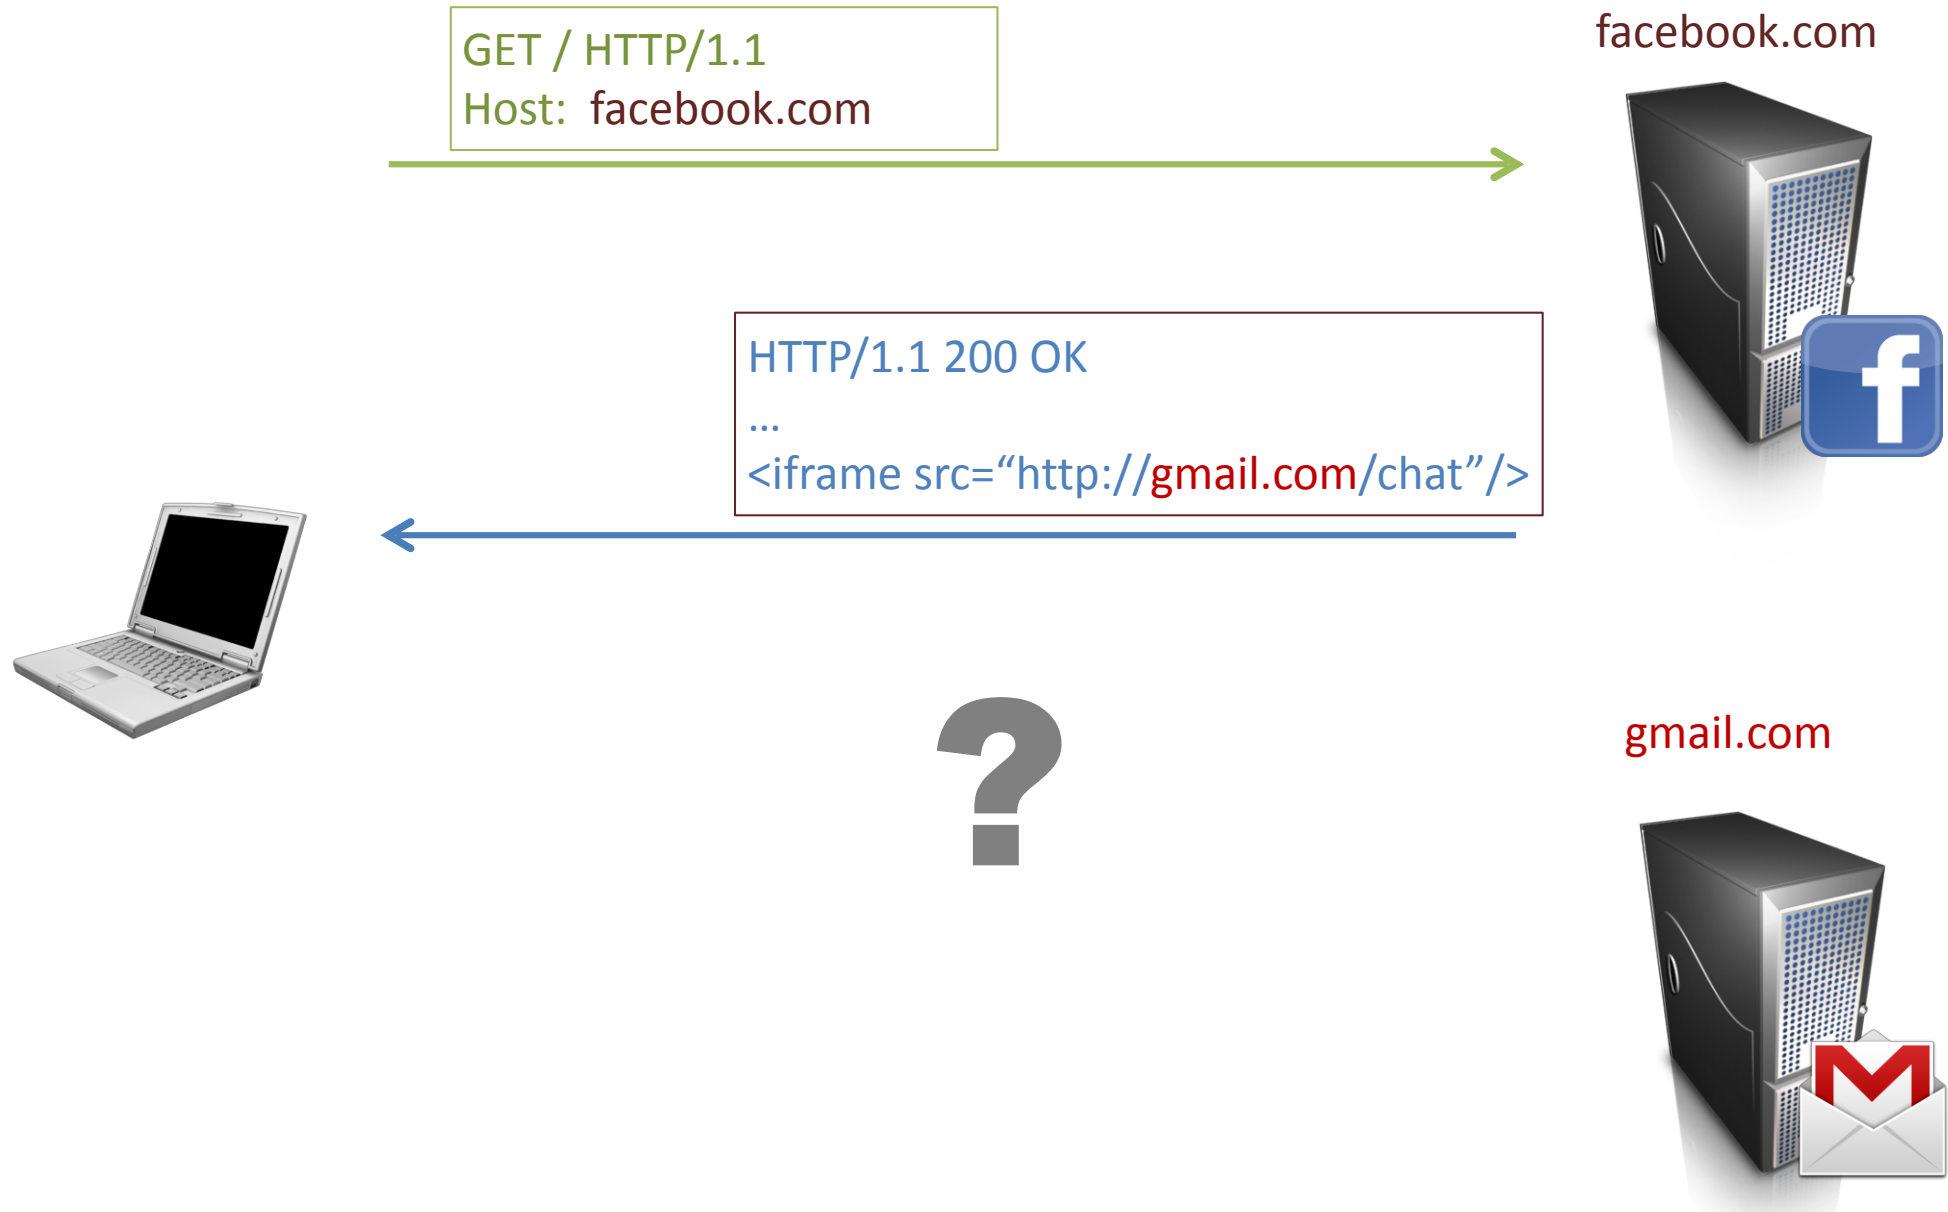 GET / HTTP/1.1
Host: facebook.com
facebook.com
HTTP/1.1 200 OK
…
<iframe src=“http://gmail.com/chat”/>
f
?
gmail.com
M